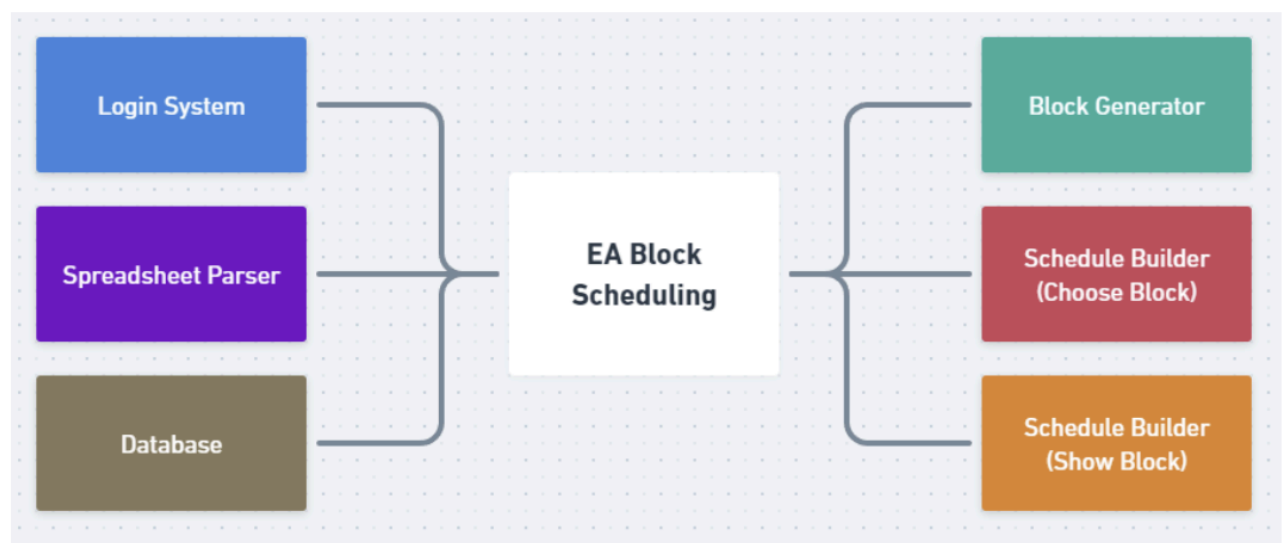 Login System
Spreadsheet Parser
Database
EA Block
Scheduling
Block Generator
Schedule Builder
(Choose Block)
Schedule Builder
(Show Block)